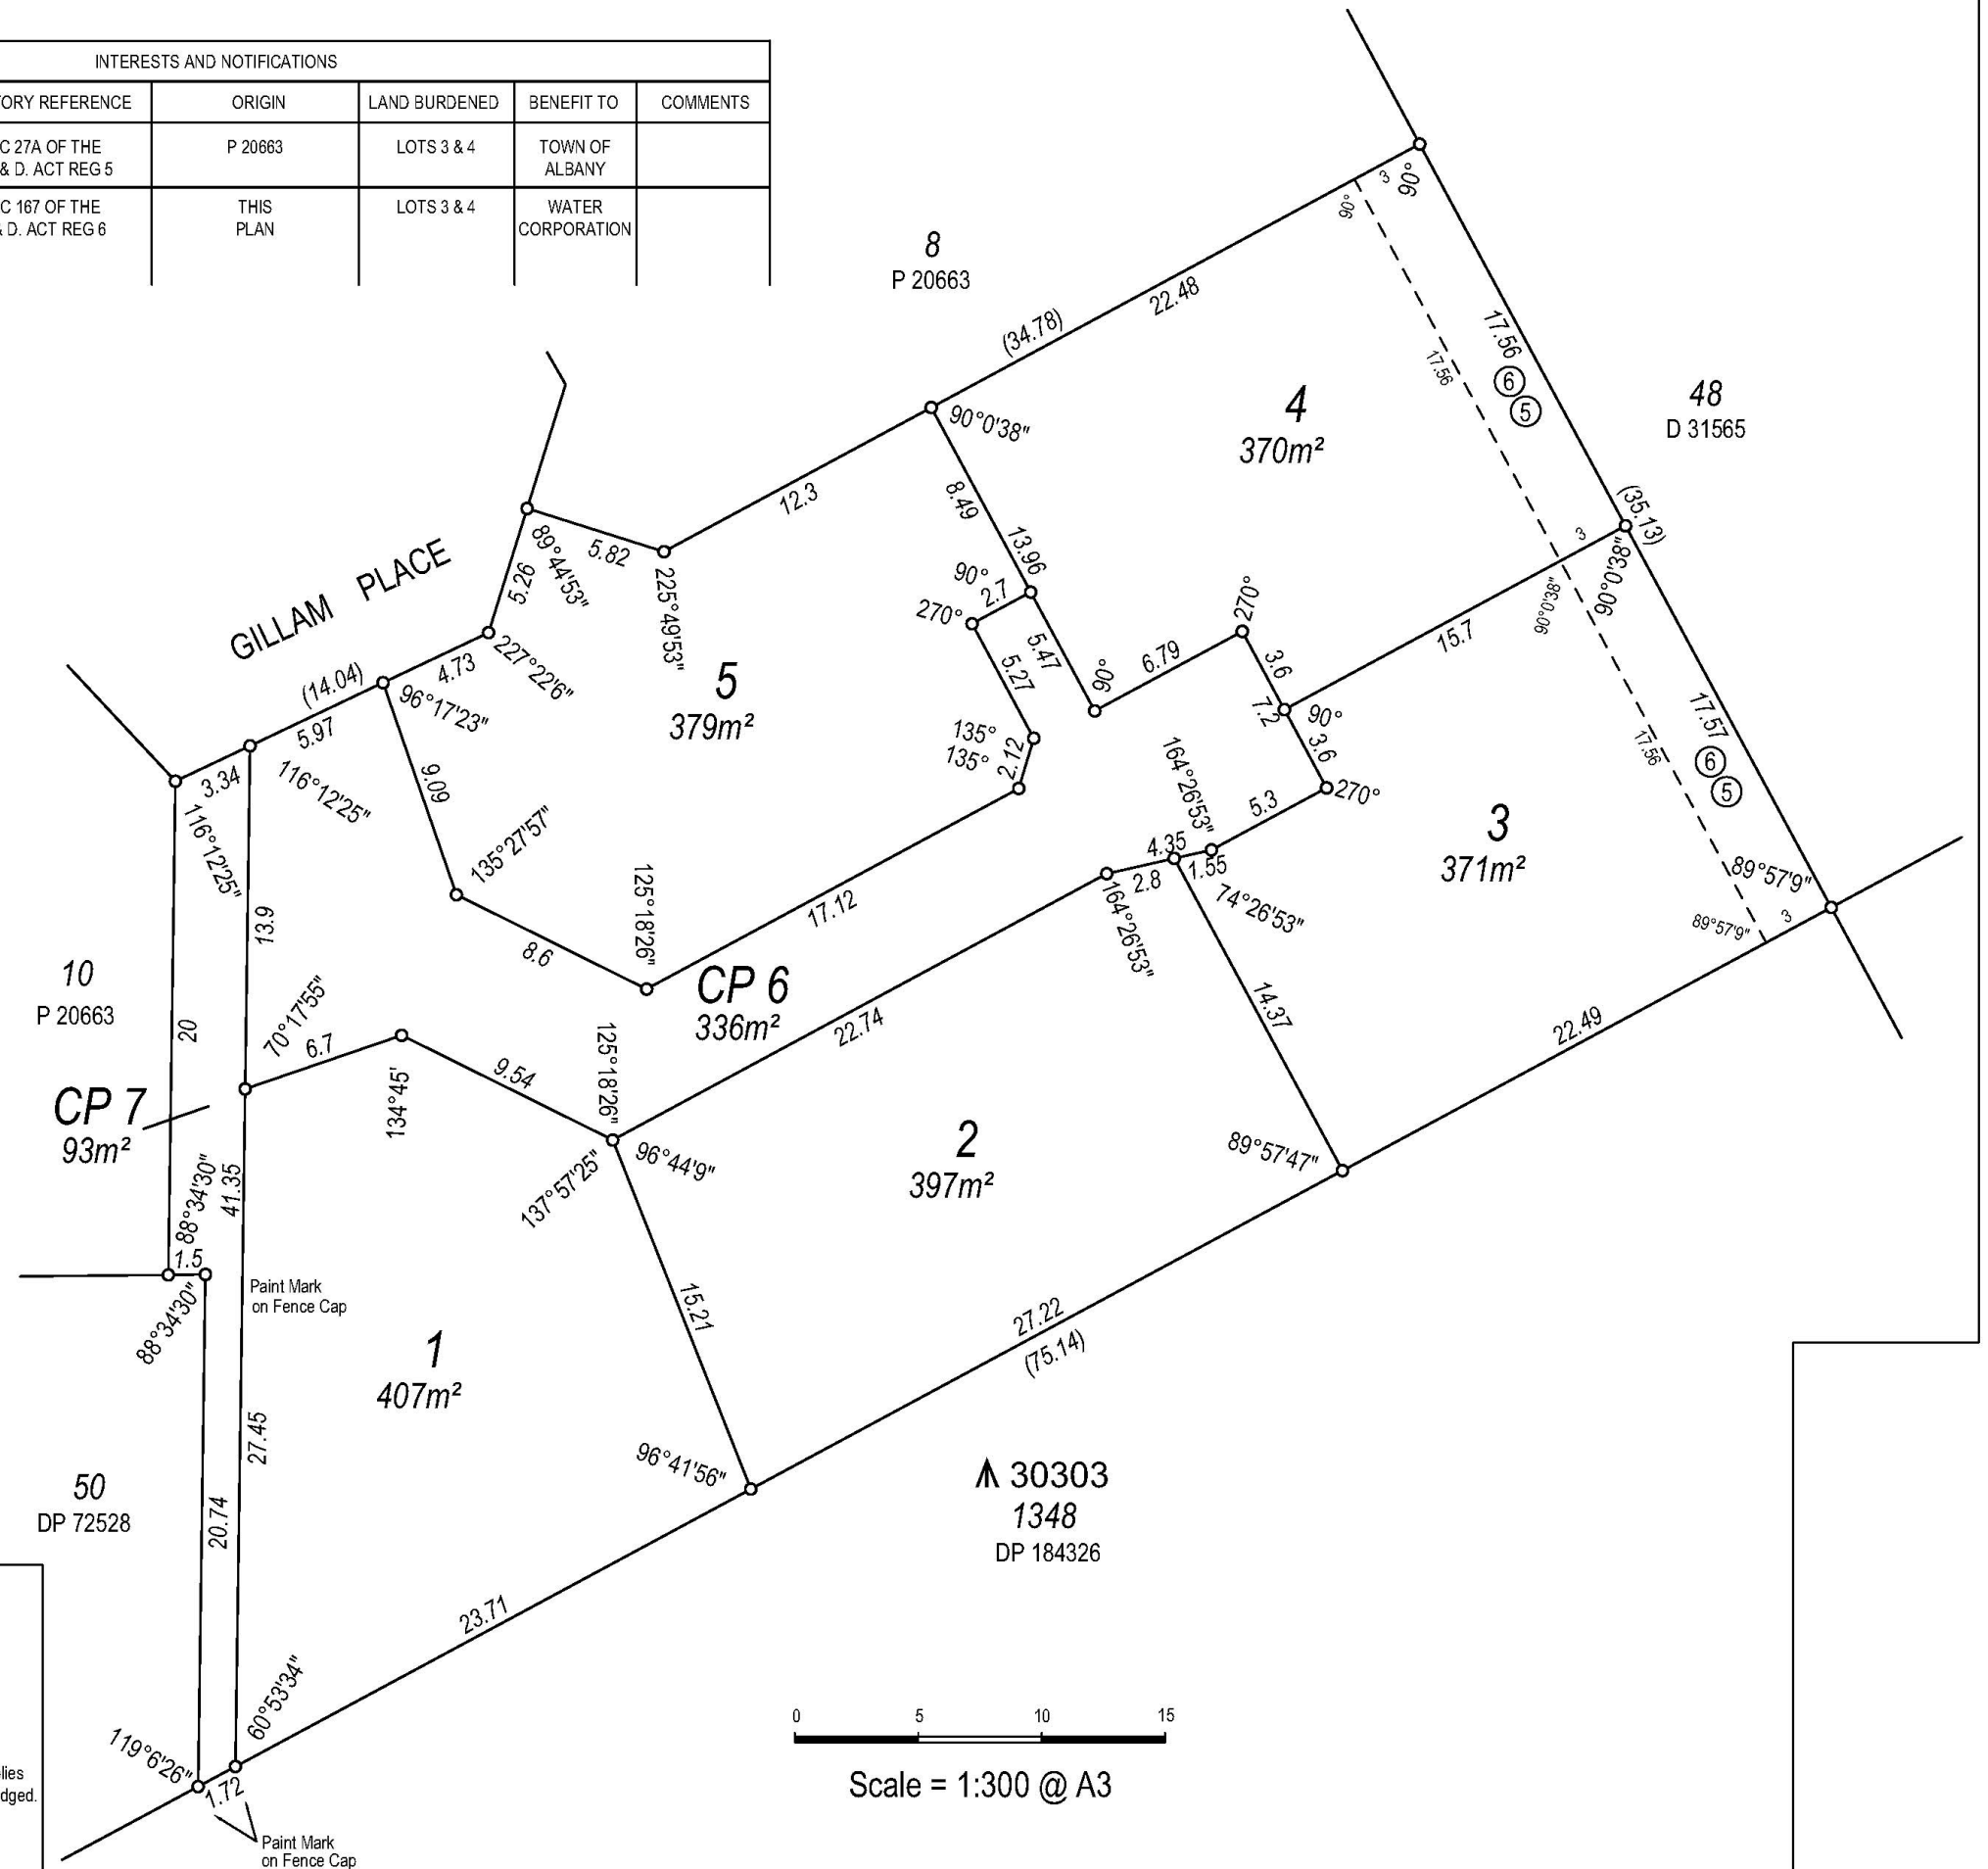 INTERESTS AND NOTIFICATIONS
TORY REFERENCE ORIGIN LAND BURDENED BENEFIT TO COMMENTS
C 27A OF THE
& D. ACT REG 5
P 20663
LOTS 3 & 4
TOWN OF
ALBANY
C 167 OF THE
& D. ACT REG 6
THIS
PLAN
LOTS 3 & 4
WATER
CORPORATION
8
P 20663
3
90°
90°
22.48
(34.78)
17.56
17.56
6
5
4
370m²
48
D 31565
90°0'38"
12.3
8.49
13.96
(35.13)
3
90°0'38"
90°0'38"
GILLAM PLACE
89°44'53"
5.82
5.26
225°49'53"
90°
2.7
270°
5.47
5.27
90°
6.79
270°
3.6
7.2
90°
3.6
270°
15.7
(14.04)
4.73
227°22'6"
96°17'23"
5
379m²
5.97
3.34
116°12'25"
116°12'25"
9.09
135°
135°
2.12
164°26'53"
5.3
17.57
17.56
6
5
3
371m²
89°57'9"
89°57'9"
3
135°27'57"
125°18'26"
17.12
4.35
2.8
1.55
74°26'53"
164°26'53"
8.6
13.9
10
P 20663
20
70°17'55"
6.7
CP 6
336m²
22.74
14.37
22.49
134°45'
9.54
125°18'26"
CP 7
93m²
137°57'25"
96°44'9"
2
397m²
89°57'47"
88°34'30"
41.35
1.5
88°34'30"
Paint Mark
on Fence Cap
15.21
27.22
(75.14)
1
407m²
27.45
96°41'56"
50
DP 72528
20.74
30303
1348
DP 184326
23.71
60°53'34"
119°6'26"
1.72
0 5 10 15
Scale = 1:300 @ A3
lies
dged.
Paint Mark
on Fence Cap